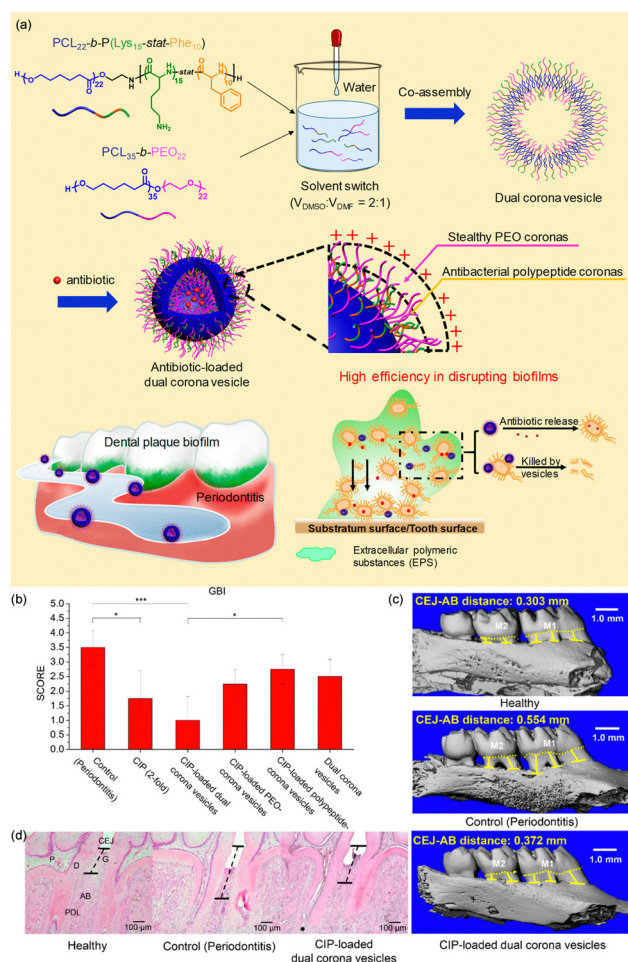 (a)
PCL22-b-P(Lys15-stat-Phe10)
H
O
O
22
O
N
H
O
H
N
15
stat
O
H
N
10
H
NH2
PCL35-b-PEO22
H
O
O
35
O
O
22
Water
Solvent switch
(VDMSO:VDMF = 2:1)
Co-assembly
Dual corona vesicle
antibiotic
Antibiotic-loaded
dual corona vesicle
Stealthy PEO coronas
Antibacterial polypeptide coronas
High efficiency in disrupting biofilms
Dental plaque biofilm
Periodontitis
Antibiotic release
Killed by
vesicles
Substratum surface/Tooth surface
Extracellular polymeric
substances (EPS)
(b)
GBI
***
*
*
SCORE
5.0
4.5
4.0
3.5
3.0
2.5
2.0
1.5
1.0
0.5
0.0
Control
(Periodontitis)
CIP (2-fold)
CIP-loaded dual
corona vesicles
CIP-loaded PEO-
corona vesicles
CIP-loaded polypeptide-
corona vesicles
Dual corona
vesicles
(c)
CEJ-AB distance: 0.303 mm
M2
M1
1.0 mm
Healthy
CEJ-AB distance: 0.554 mm
M2
M1
1.0 mm
Control (Periodontitis)
CEJ-AB distance: 0.372 mm
M2
M1
1.0 mm
CIP-loaded dual corona vesicles
(d)
CEJ
P
D
G
AB
PDL
100 μm
Healthy
100 μm
Control (Periodontitis)
100 μm
CIP-loaded
dual corona vesicles